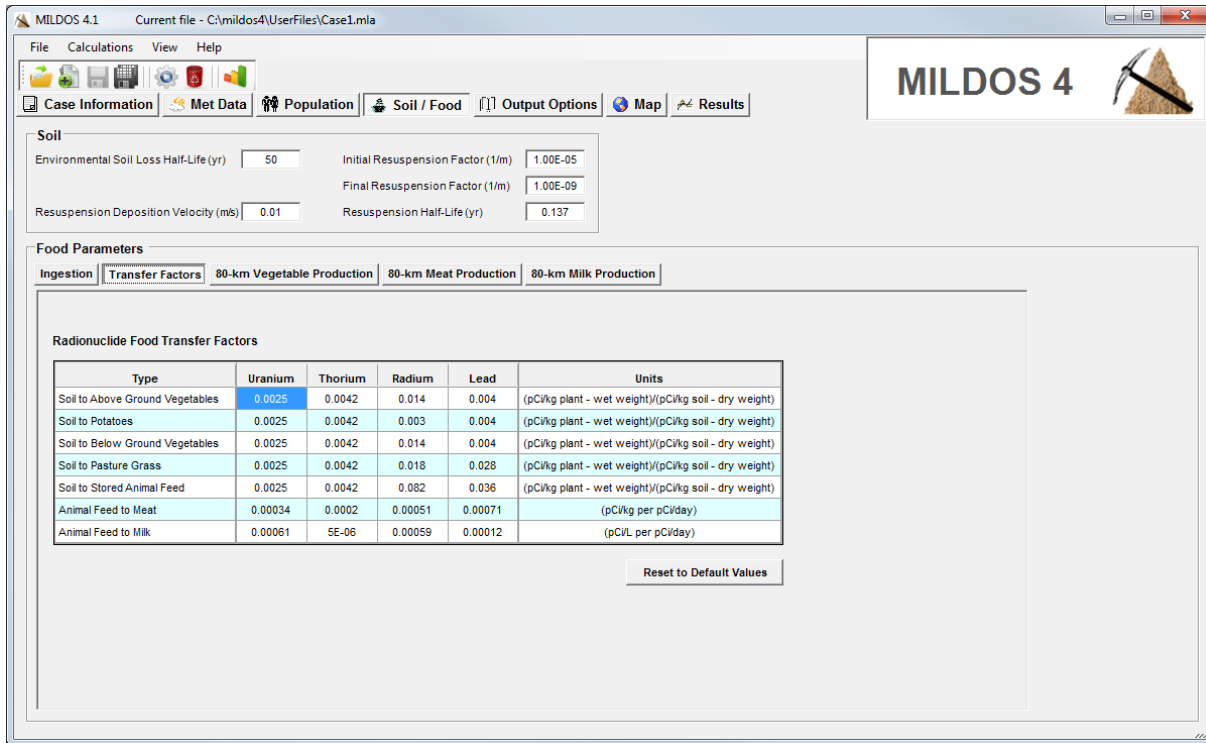 MILDOS 4.1 Current file - C:\mildos4\UserFiles\Case1.mla
File Calculations View Help
MILDOS 4
Case Information Met Data Population Soil / Food Output Options Map Results
Soil
Environmental Soil Loss Half-Life (yr) 50 Initial Resuspension Factor (1/m) 1.00E-05
Final Resuspension Factor (1/m) 1.00E-09
Resuspension Deposition Velocity (m/s) 0.01 Resuspension Half-Life (yr) 0.137
Food Parameters
Ingestion Transfer Factors 80-km Vegetable Production 80-km Meat Production 80-km Milk Production
Radionuclide Food Transfer Factors
Type Uranium Thorium Radium Lead Units
Soil to Above Ground Vegetables 0.0025 0.0042 0.014 0.004 (pCi/kg plant - wet weight)/(pCi/kg soil - dry weight)
Soil to Potatoes 0.0025 0.0042 0.003 0.004 (pCi/kg plant - wet weight)/(pCi/kg soil - dry weight)
Soil to Below Ground Vegetables 0.0025 0.0042 0.014 0.004 (pCi/kg plant - wet weight)/(pCi/kg soil - dry weight)
Soil to Pasture Grass 0.0025 0.0042 0.018 0.028 (pCi/kg plant - wet weight)/(pCi/kg soil - dry weight)
Soil to Stored Animal Feed 0.0025 0.0042 0.082 0.036 (pCi/kg plant - wet weight)/(pCi/kg soil - dry weight)
Animal Feed to Meat 0.00034 0.0002 0.00051 0.00071 (pCi/kg per pCi/day)
Animal Feed to Milk 0.00061 5E-06 0.00059 0.00012 (pCi/L per pCi/day)
Reset to Default Values